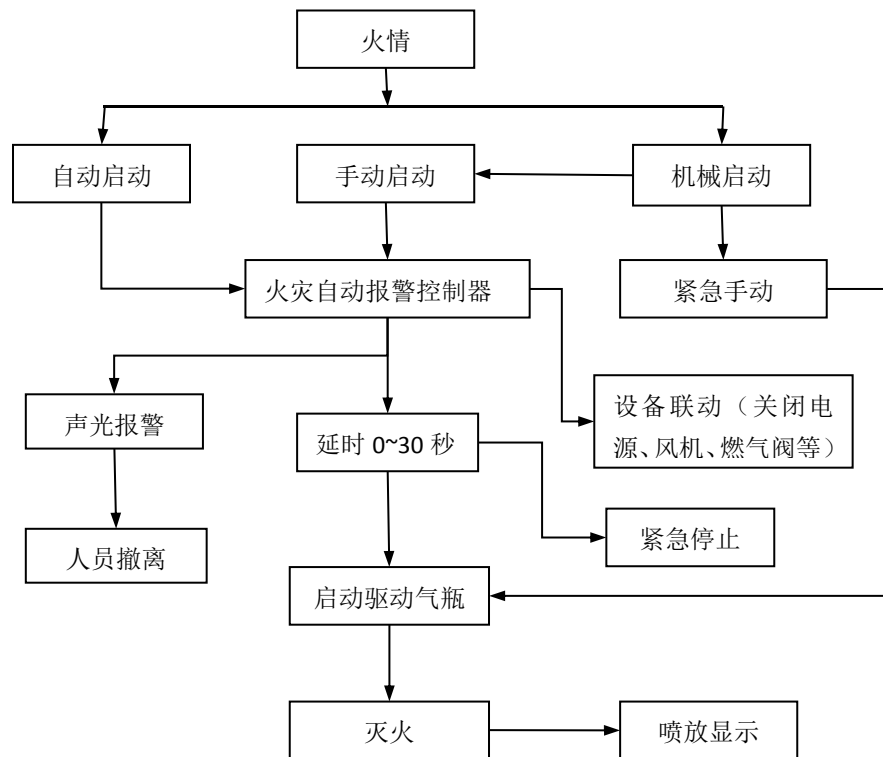 火情
自动启动
手动启动
机械启动
火灾自动报警控制器
紧急手动
声光报警
延时 0~30 秒
设备联动（关闭电
源、风机、燃气阀等）
人员撤离
紧急停止
启动驱动气瓶
灭火
喷放显示